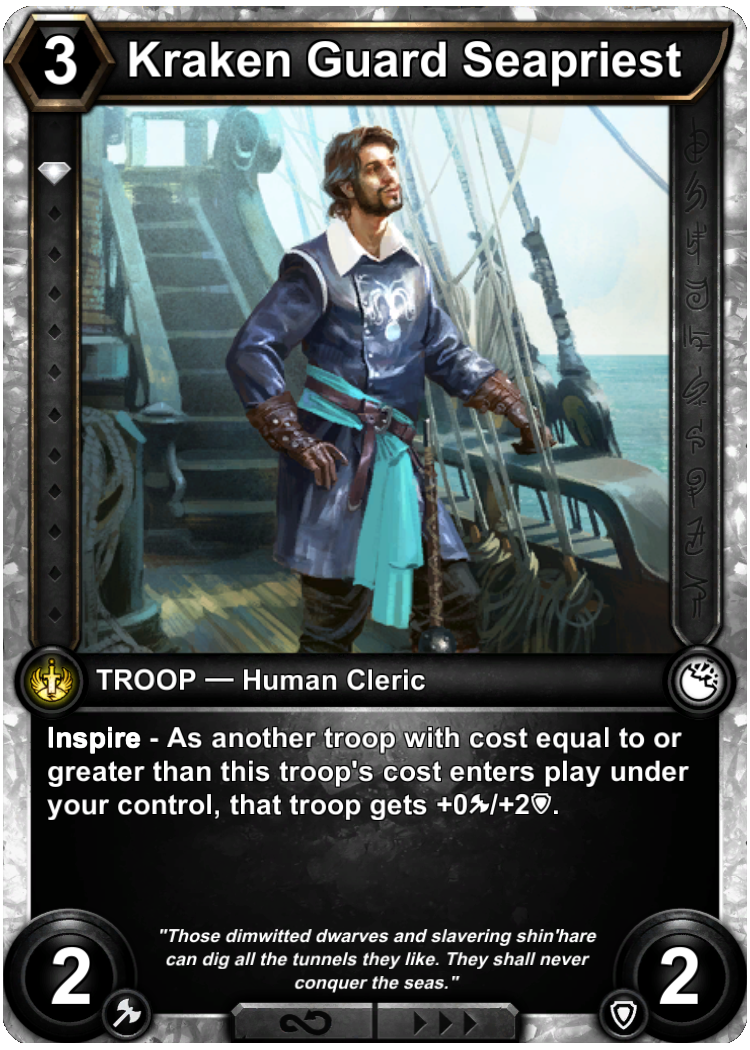 3
Kraken Guard Seapriest
TROOP — Human Cleric
Inspire - As another troop with cost equal to or
greater than this troop's cost enters play under
your control, that troop gets +0/+2.
"Those dimwitted dwarves and slavering shin'hare
can dig all the tunnels they like. They shall never
conquer the seas."
2
2